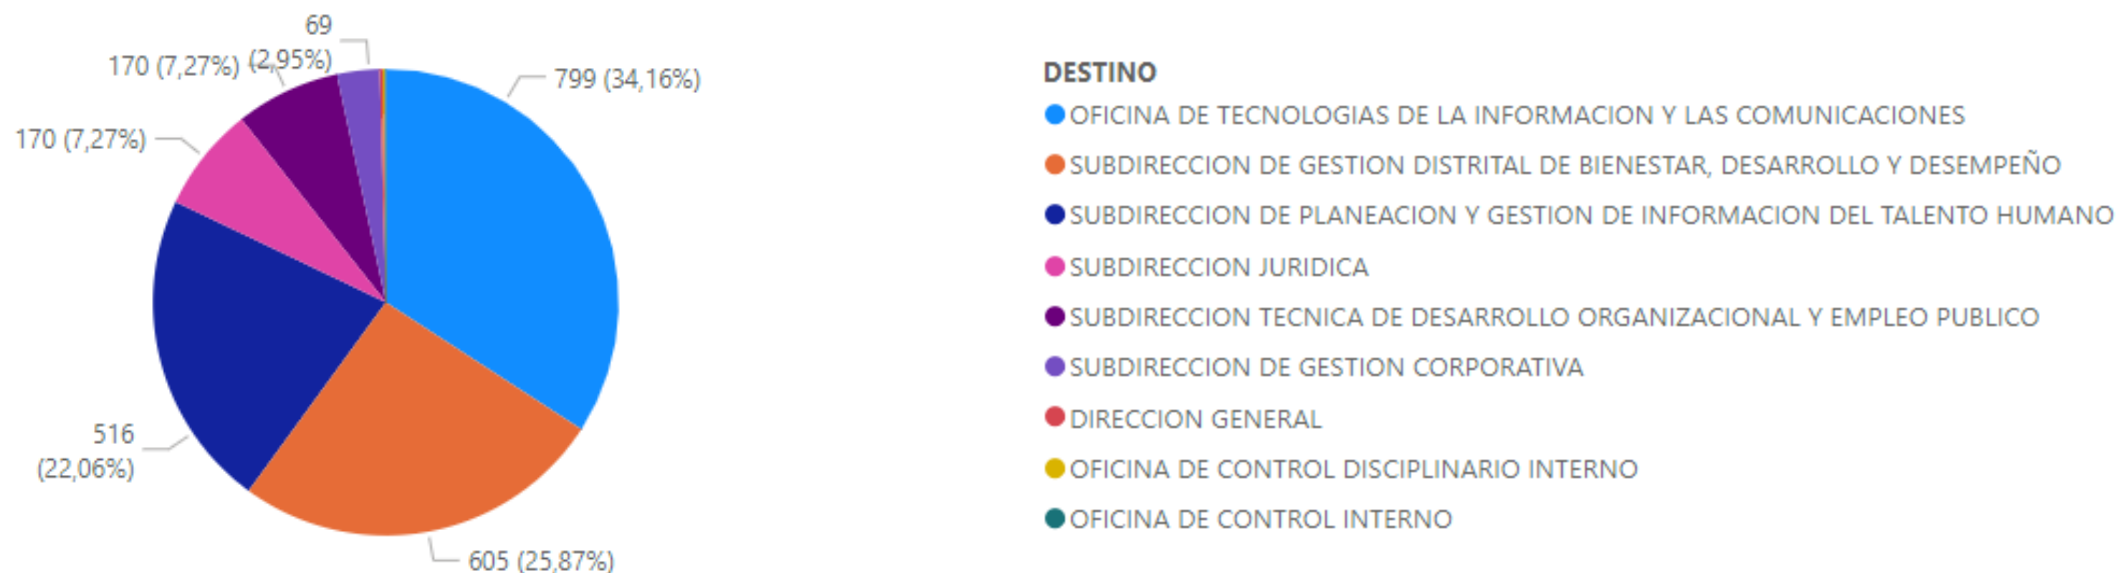 69
170 (7,27%) (2,95%)
799 (34,16%)
170 (7,27%)
516
(22,06%)
605 (25,87%)
DESTINO
OFICINA DE TECNOLOGIAS DE LA INFORMACION Y LAS COMUNICACIONES
SUBDIRECCION DE GESTION DISTRITAL DE BIENESTAR, DESARROLLO Y DESEMPEÑO
SUBDIRECCION DE PLANEACION Y GESTION DE INFORMACION DEL TALENTO HUMANO
SUBDIRECCION JURIDICA
SUBDIRECCION TECNICA DE DESARROLLO ORGANIZACIONAL Y EMPLEO PUBLICO
SUBDIRECCION DE GESTION CORPORATIVA
DIRECCION GENERAL
OFICINA DE CONTROL DISCIPLINARIO INTERNO
OFICINA DE CONTROL INTERNO